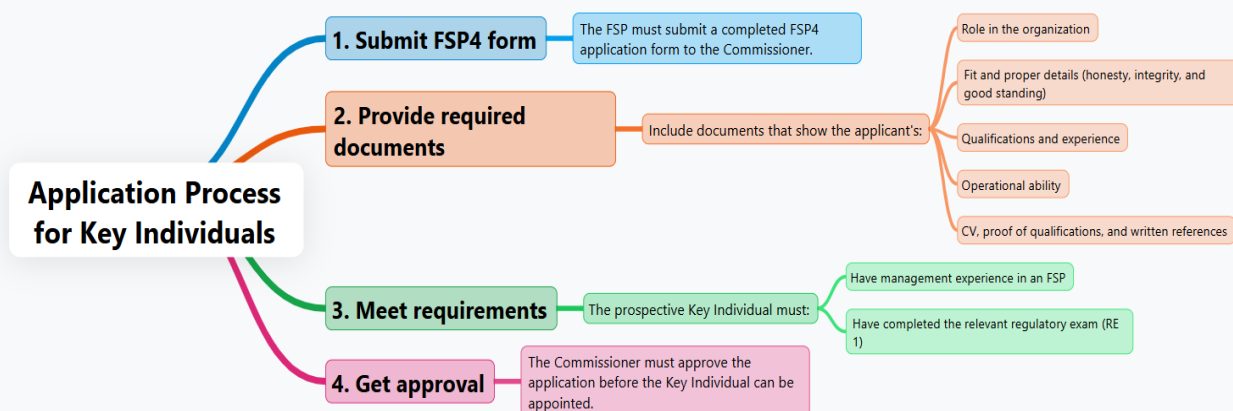 Application Process
for Key Individuals
1. Submit FSP4 form
The FSP must submit a completed FSP4
application form to the Commissioner.
2. Provide required
documents
Include documents that show the applicant's:
Role in the organization
Fit and proper details (honesty, integrity, and
good standing)
Qualifications and experience
Operational ability
CV, proof of qualifications, and written references
3. Meet requirements
The prospective Key Individual must:
Have management experience in an FSP
Have completed the relevant regulatory exam (RE
1)
4. Get approval
The Commissioner must approve the
application before the Key Individual can be
appointed.